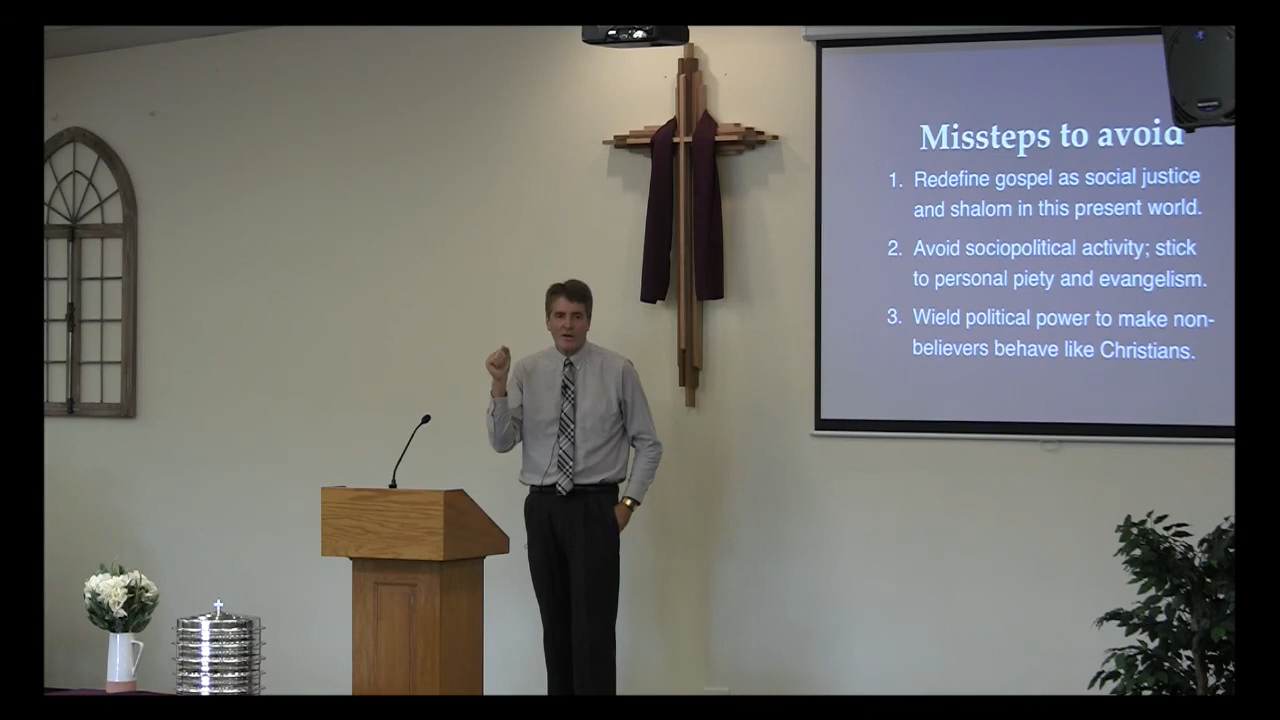 Missteps to avoid
1. Redefine gospel as social justice
and shalom in this present world.
2. Avoid sociopolitical activity; stick
to personal piety and evangelism.
3. Wield political power to make non-
believers behave like Christians.